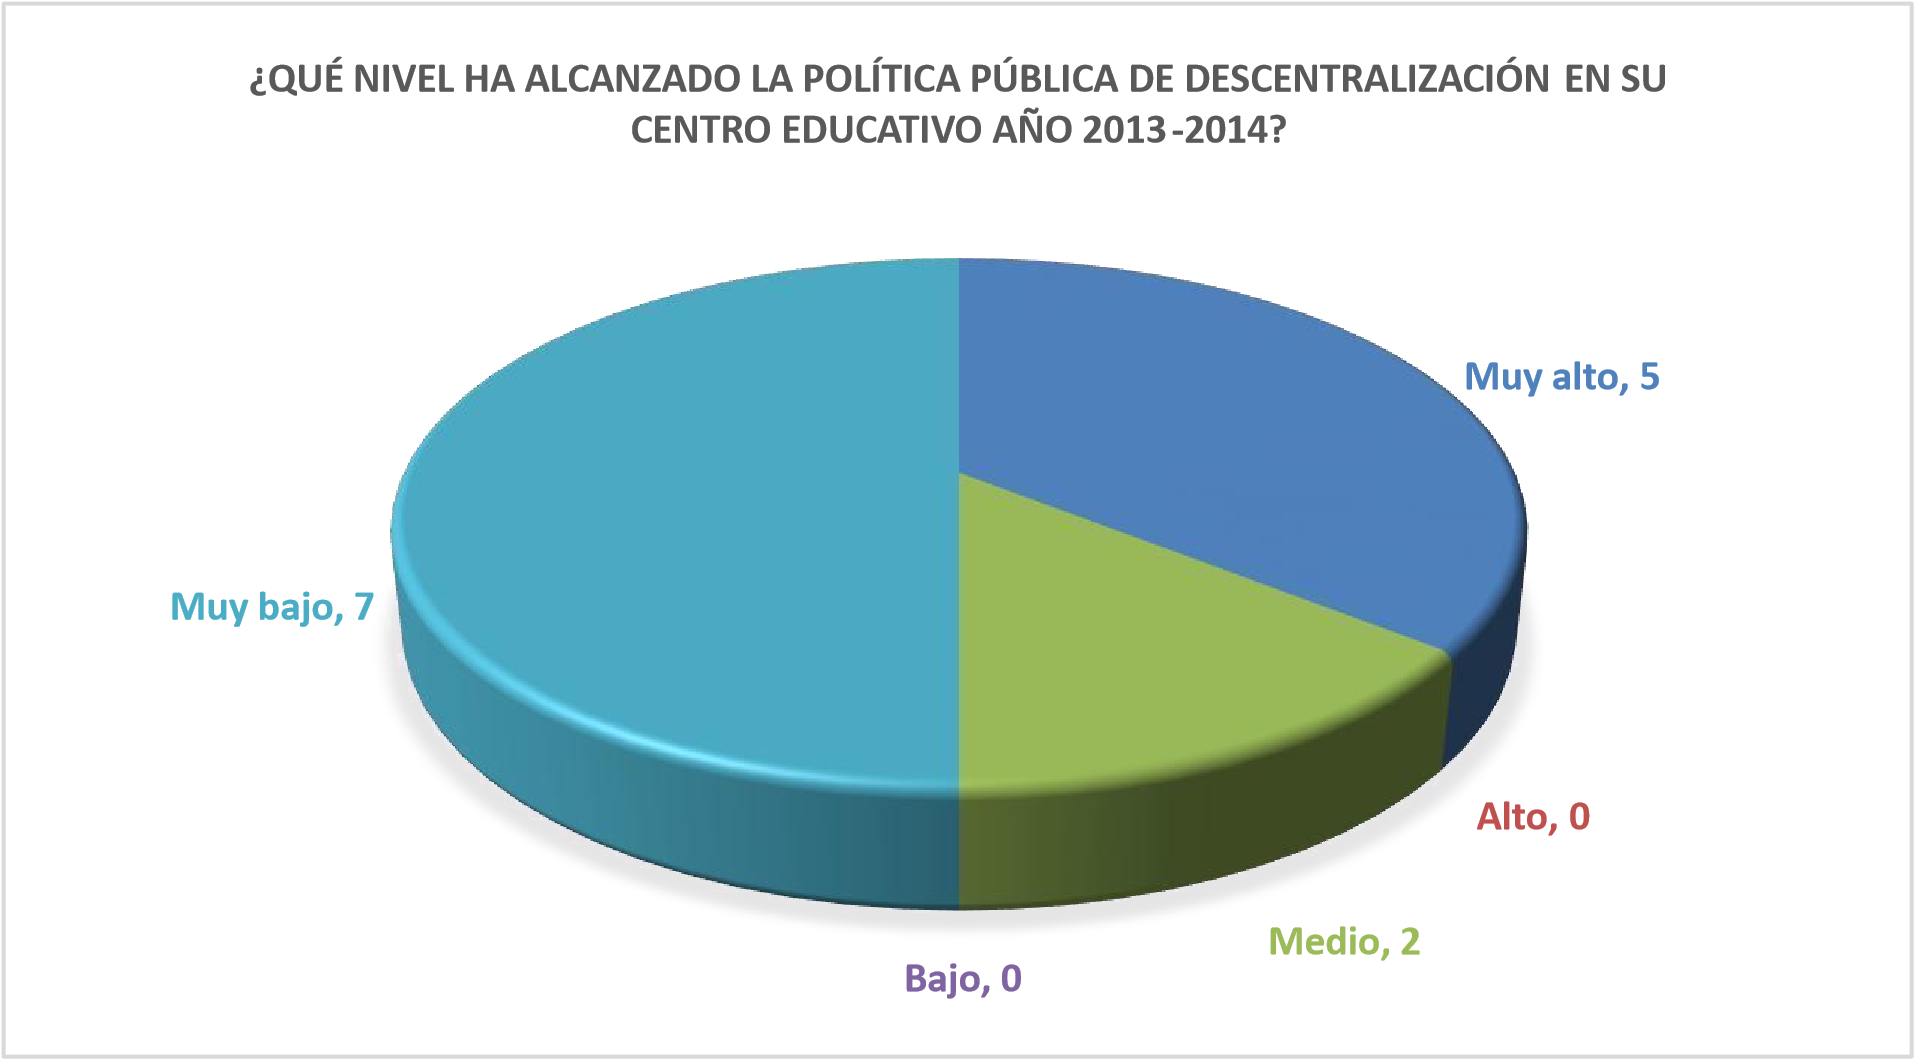 ¿QUÉ NIVEL HA ALCANZADO LA POLÍTICA PÚBLICA DE DESCENTRALIZACIÓN EN SU
CENTRO EDUCATIVO AÑO 2013-2014?
Muy alto, 5
Muy bajo, 7
Alto, 0
Medio, 2
Bajo, 0